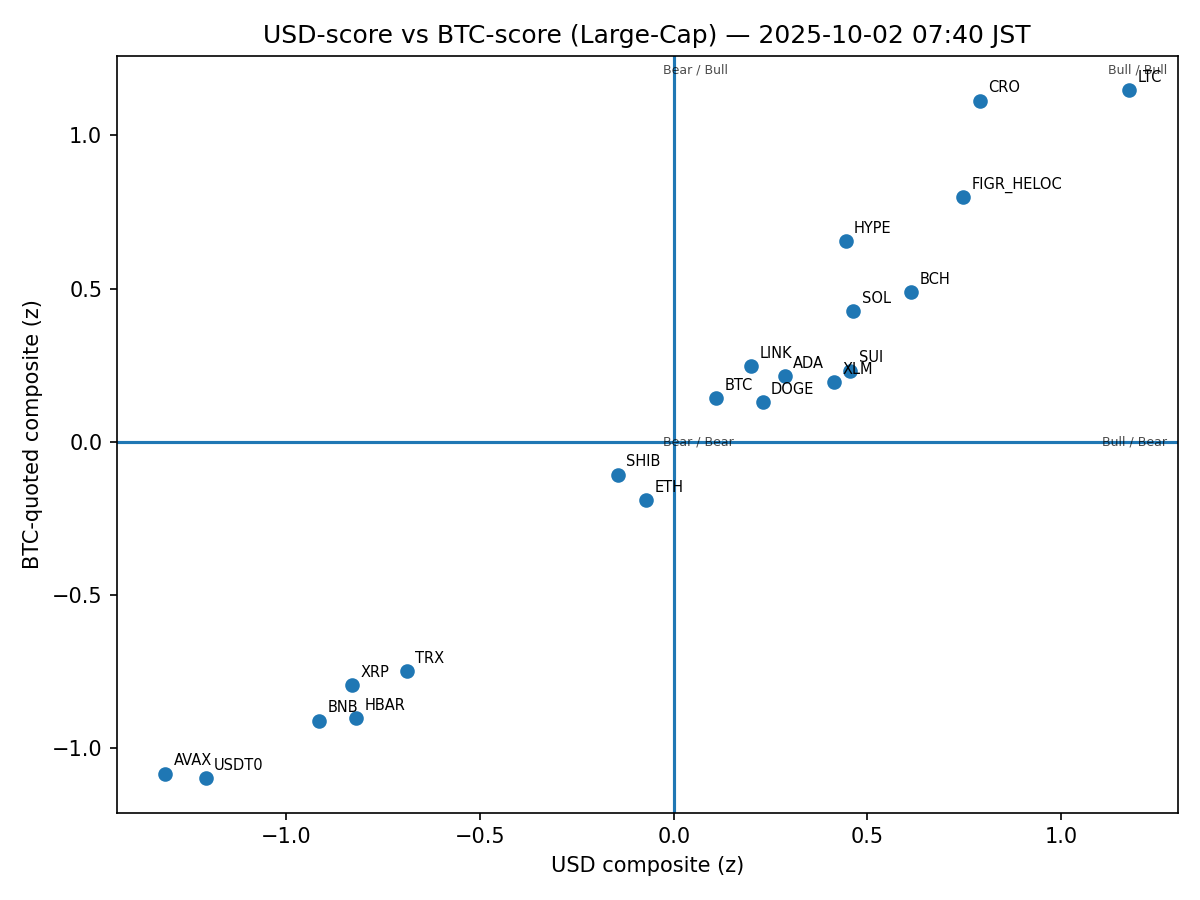 USD-score vs BTC-score (Large-Cap) — 2025-10-02 07:40 JST
Bear / Bull
Bull / Bull
LTC
CRO
FIGR_HELOC
HYPE
BCH
SOL
LINK
SUI
ADA
XLM
BTC
DOGE
Bear / Bear
Bull / Bear
SHIB
ETH
TRX
XRP
HBAR
BNB
AVAX
USDT0
1.0
0.5
0.0
−0.5
−1.0
BTC-quoted composite (z)
−1.0
−0.5
0.0
0.5
1.0
USD composite (z)